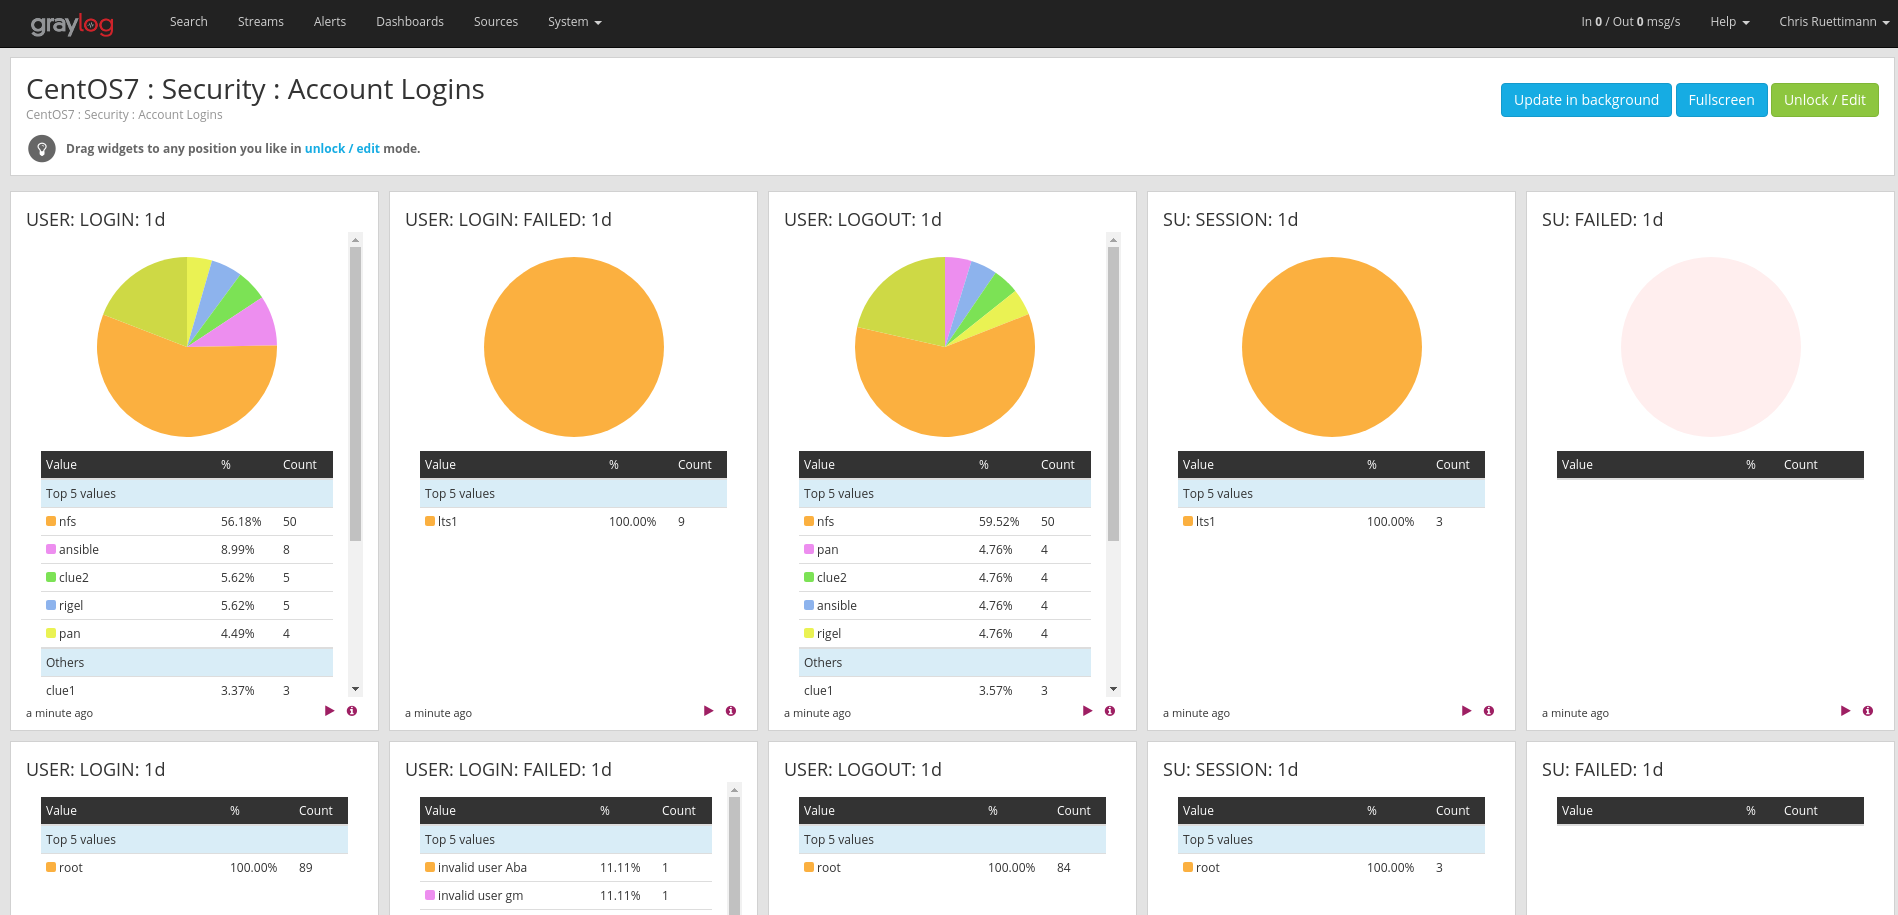 graylog Search Streams Alerts Dashboards Sources System In 0 / Out 0 msg/s Help Chris Ruettimann
CentOS7 : Security : Account Logins
CentOS7 : Security : Account Logins
Update in background Fullscreen Unlock / Edit
Drag widgets to any position you like in unlock / edit mode.
USER: LOGIN: 1d
Value % Count
Top 5 values
nfs 56.18% 50
ansible 8.99% 8
clue2 5.62% 5
rigel 5.62% 5
pan 4.49% 4
Others
clue1 3.37% 3
a minute ago
USER: LOGIN: FAILED: 1d
Value % Count
Top 5 values
lts1 100.00% 9
a minute ago
USER: LOGOUT: 1d
Value % Count
Top 5 values
nfs 59.52% 50
pan 4.76% 4
clue2 4.76% 4
ansible 4.76% 4
rigel 4.76% 4
Others
clue1 3.57% 3
a minute ago
SU: SESSION: 1d
Value % Count
Top 5 values
lts1 100.00% 3
a minute ago
SU: FAILED: 1d
Value % Count
a minute ago
USER: LOGIN: 1d
Value % Count
Top 5 values
root 100.00% 89
USER: LOGIN: FAILED: 1d
Value % Count
Top 5 values
invalid user Aba 11.11% 1
invalid user gm 11.11% 1
USER: LOGOUT: 1d
Value % Count
Top 5 values
root 100.00% 84
SU: SESSION: 1d
Value % Count
Top 5 values
root 100.00% 3
SU: FAILED: 1d
Value % Count